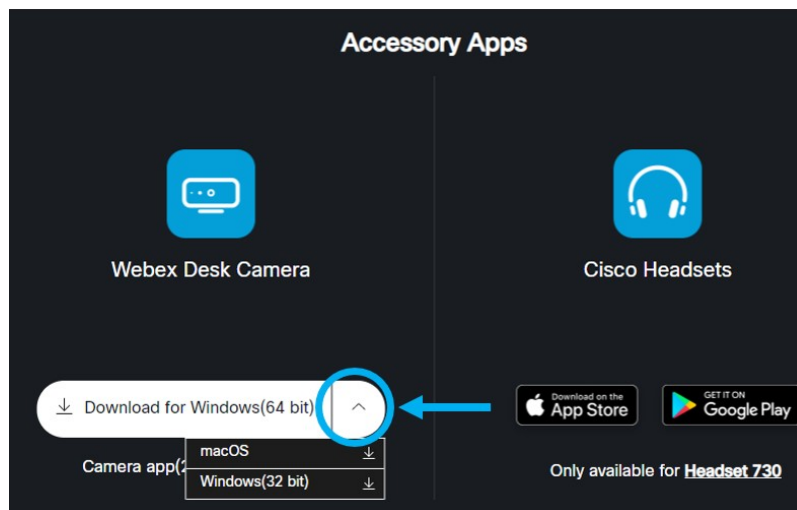 Accessory Apps
Webex Desk Camera
Cisco Headsets
Download for Windows(64 bit)
macOS
Windows(32 bit)
Camera app(
Download on the
App Store
GET IT ON
Google Play
Only available for Headset 730